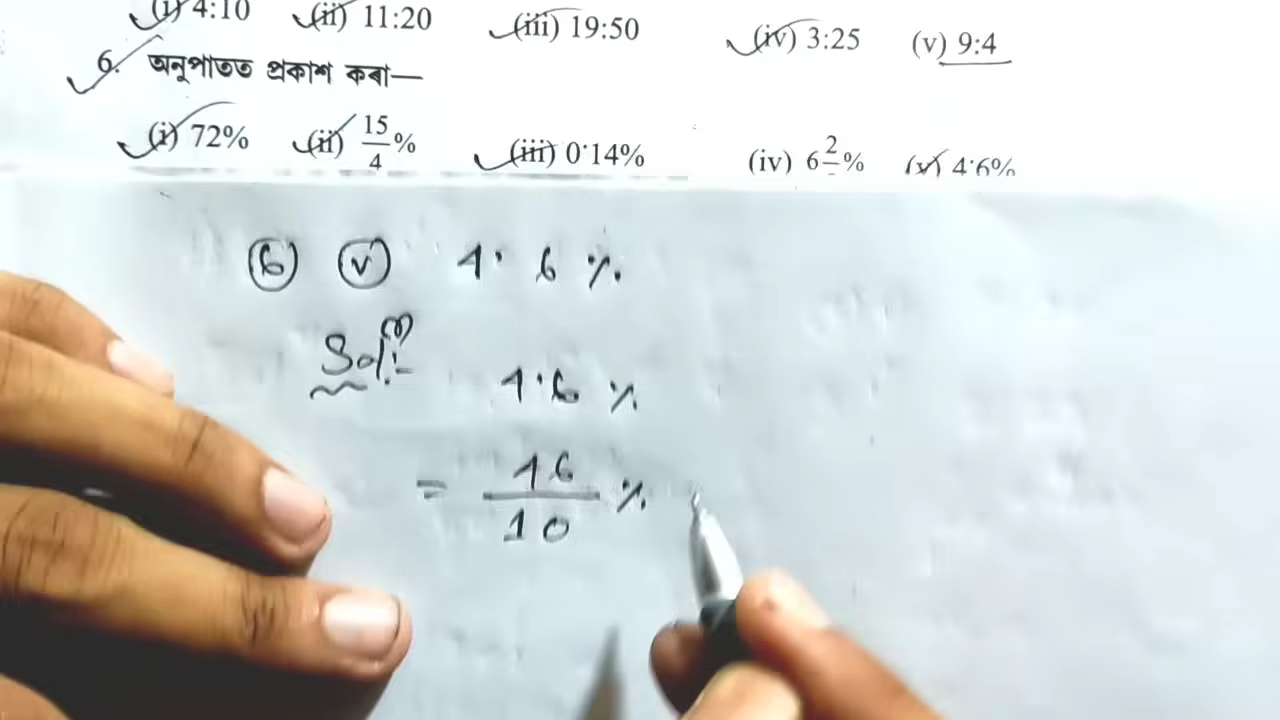 (i) 4:10 (ii) 11:20 (iii) 19:50 (iv) 3:25 (v) 9:4
6. অনুপাতত প্ৰকাশ কৰা—
(i) 72% (ii) 15/4% (iii) 0·14% (iv) 6 2/ % (v) 4·6%
6 v 4· 6 %
Solⁿ:-
4·6 %
= 46/10 %